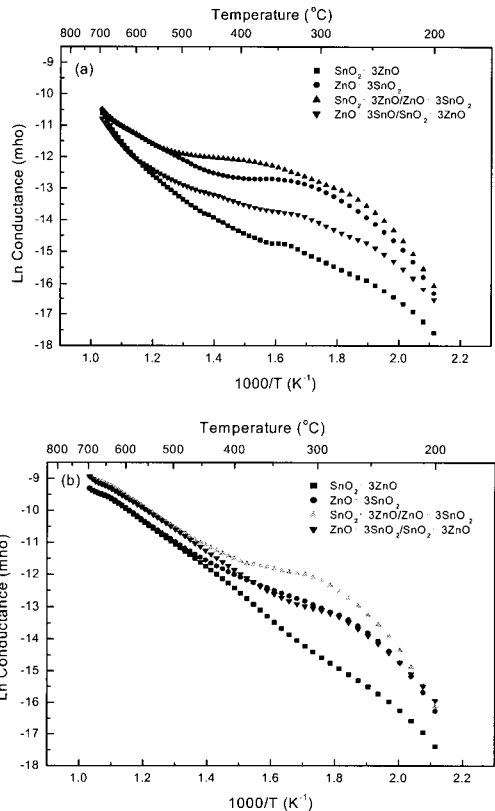 Temperature (°C)
800 700 600 500 400 300 200
(a)
SnO₂· 3ZnO
ZnO· 3SnO₂
SnO₂· 3ZnO/ZnO· 3SnO₂
ZnO· 3SnO/SnO₂· 3ZnO
Ln Conductance (mho)
-9
-10
-11
-12
-13
-14
-15
-16
-17
-18
1.0 1.2 1.4 1.6 1.8 2.0 2.2
1000/T (K⁻¹)
Temperature (°C)
800 700 600 500 400 300 200
(b)
SnO₂· 3ZnO
ZnO· 3SnO₂
SnO₂· 3ZnO/ZnO· 3SnO₂
ZnO· 3SnO₂/SnO₂· 3ZnO
Ln Conductance (mho)
-9
-10
-11
-12
-13
-14
-15
-16
-17
-18
1.0 1.2 1.4 1.6 1.8 2.0 2.2
1000/T (K⁻¹)